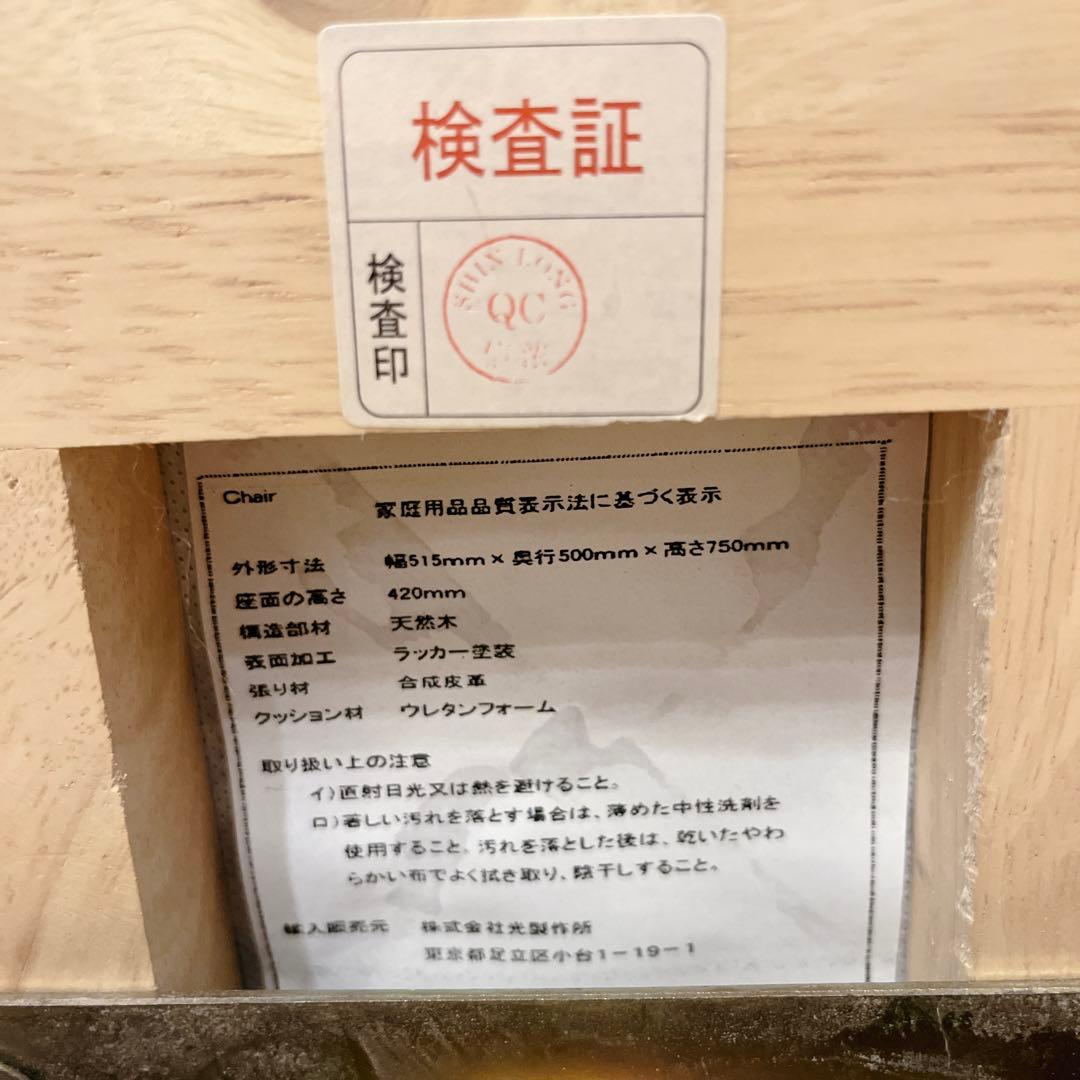 検査証
検査印
SHIN LONG
QC
Chair
家庭用品品質表示法に基づく表示
外形寸法 幅515mm×奥行500mm×高さ750mm
座面の高さ 420mm
構造部材 天然木
表面加工 ラッカー塗装
張り材 合成皮革
クッション材 ウレタンフォーム
取り扱い上の注意
イ)直射日光又は熱を避けること。
ロ)著しい汚れを落とす場合は、薄めた中性洗剤を
使用すること、汚れを落とした後は、乾いたやわ
らかい布でよく拭き取り、陰干しすること。
輸入販売元 株式会社光製作所
東京都足立区小台1-19-1